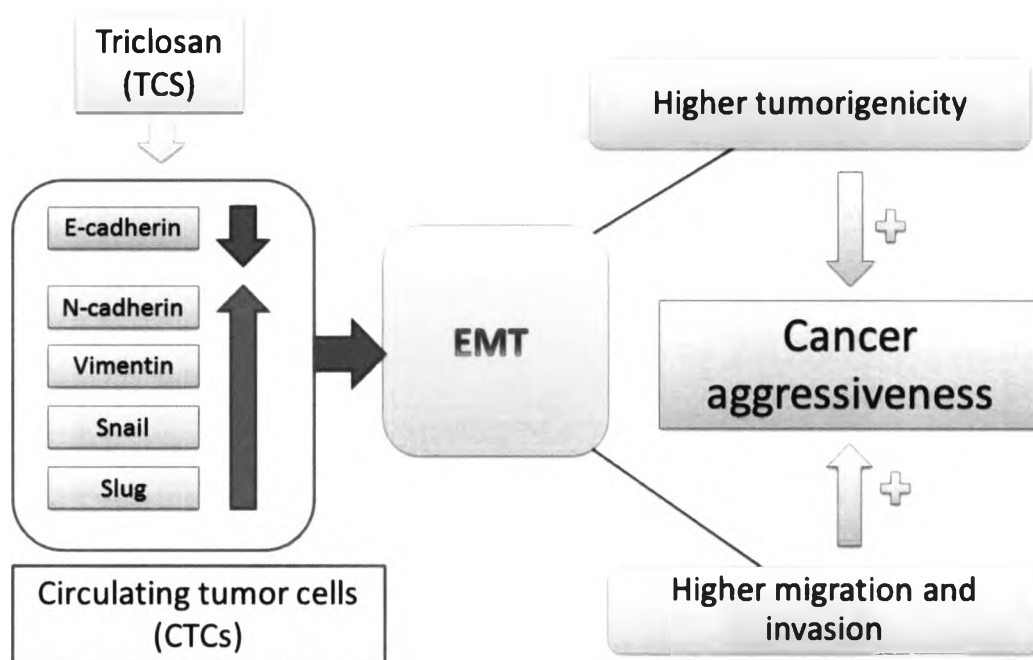 Triclosan
(TCS)
E-cadherin
N-cadherin
Vimentin
Snail
Slug
Circulating tumor cells
(CTCs)
EMT
Higher tumorigenicity
+
Cancer
aggressiveness
+
Higher migration and
invasion